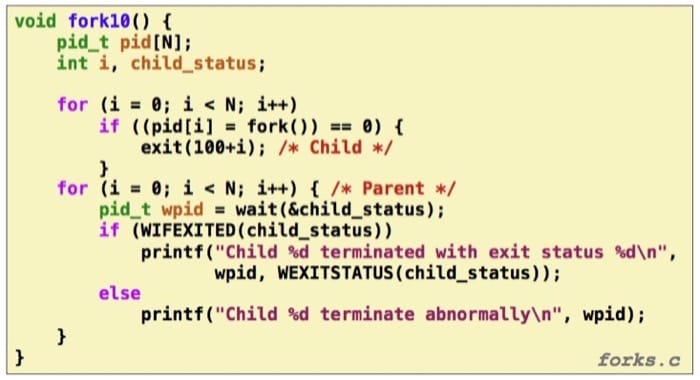 void fork10() {
    pid_t pid[N];
    int i, child_status;

    for (i = 0; i < N; i++)
        if ((pid[i] = fork()) == 0) {
            exit(100+i); /* Child */
        }
    for (i = 0; i < N; i++) { /* Parent */
        pid_t wpid = wait(&child_status);
        if (WIFEXITED(child_status))
            printf("Child %d terminated with exit status %d\n",
                   wpid, WEXITSTATUS(child_status));
        else
            printf("Child %d terminate abnormally\n", wpid);
    }
}
forks.c